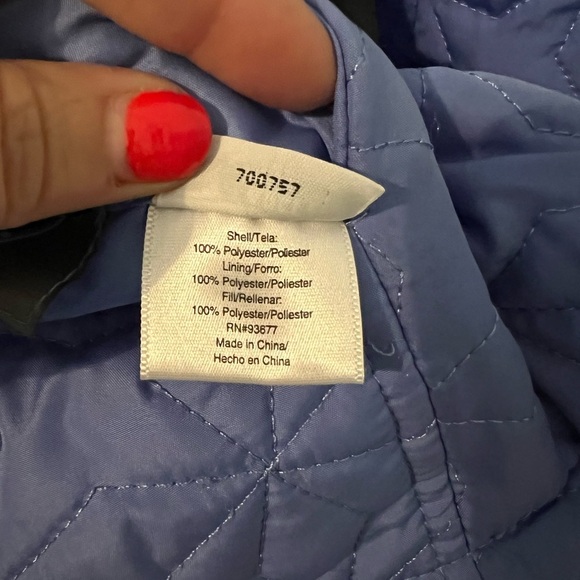 700757
Shell/Tela:
100% Polyester/Poliester
Lining/Forro:
100% Polyester/Poliester
Fill/Rellenar:
100% Polyester/Poliester
RN#93677
Made in China/
Hecho en China